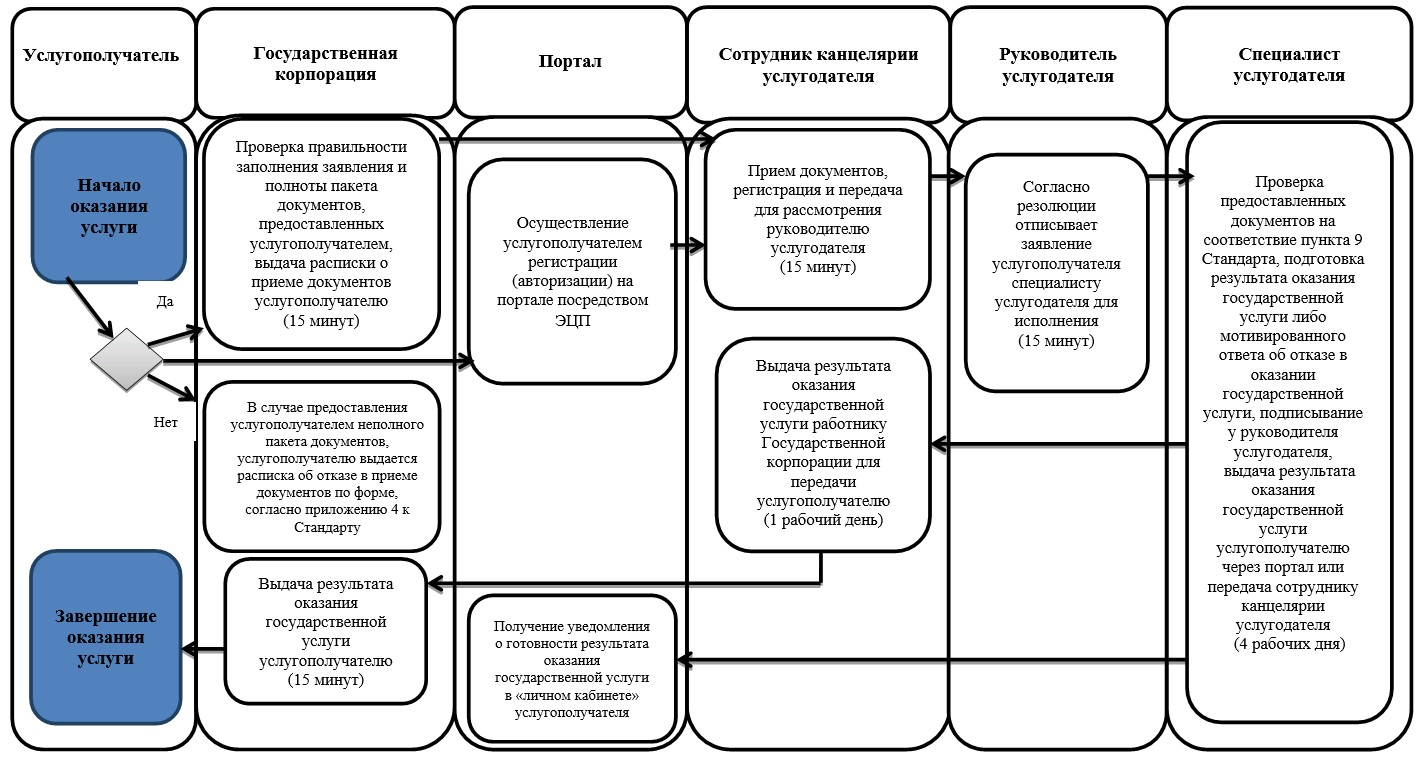 Услугополучатель
Государственная
корпорация
Портал
Сотрудник канцелярии
услугодателя
Руководитель
услугодателя
Специалист
услугодателя
Начало
оказания
услуги
Да
Нет
Проверка правильности
заполнения заявления и
полноты пакета
документов,
предоставленных
услугополучателем,
выдача расписки о
приеме документов
услугополучателю
(15 минут)
В случае предоставления
услугополучателем неполного
пакета документов,
услугополучателю выдается
расписка об отказе в приеме
документов по форме,
согласно приложению 4 к
Стандарту
Осуществление
услугополучателем
регистрации
(авторизации) на
портале посредством
ЭЦП
Прием документов,
регистрация и передача
для рассмотрения
руководителю
услугодателя
(15 минут)
Согласно
резолюции
отписывает
заявление
услугополучателя
специалисту
услугодателя для
исполнения
(15 минут)
Проверка
предоставленных
документов на
соответствие пункта 9
Стандарта, подготовка
результата оказания
государственной
услуги либо
мотивированного
ответа об отказе в
оказании
государственной
услуги, подписывание
у руководителя
услугодателя,
выдача результата
оказания
государственной
услуги
услугополучателю
через портал или
передача сотруднику
канцелярии
услугодателя
(4 рабочих дня)
Выдача результата
оказания
государственной
услуги работнику
Государственной
корпорации для
передачи
услугополучателю
(1 рабочий день)
Завершение
оказания
услуги
Выдача результата
оказания
государственной
услуги
услугополучателю
(15 минут)
Получение уведомления
о готовности результата
оказания
государственной услуги
в «личном кабинете»
услугополучателя